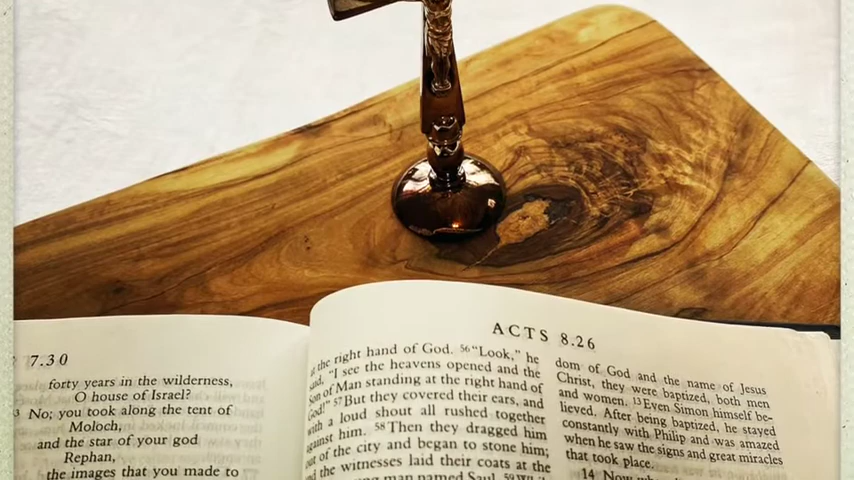 7.30
forty years in the wilderness,
O house of Israel?
No; you took along the tent of
Moloch,
and the star of your god
Rephan,
the images that you made to
ACTS 8.26
the right hand of God. 56 “Look,” he
said, “I see the heavens opened and the
Son of Man standing at the right hand of
God!” 57 But they covered their ears, and
with a loud shout all rushed together
against him. 58 Then they dragged him
out of the city and began to stone him;
and the witnesses laid their coats at the
young man named Saul. 59
dom of God and the name of Jesus
Christ, they were baptized, both men
and women. 13 Even Simon himself be-
lieved. After being baptized, he stayed
constantly with Philip and was amazed
when he saw the signs and great miracles
that took place.
14 Now